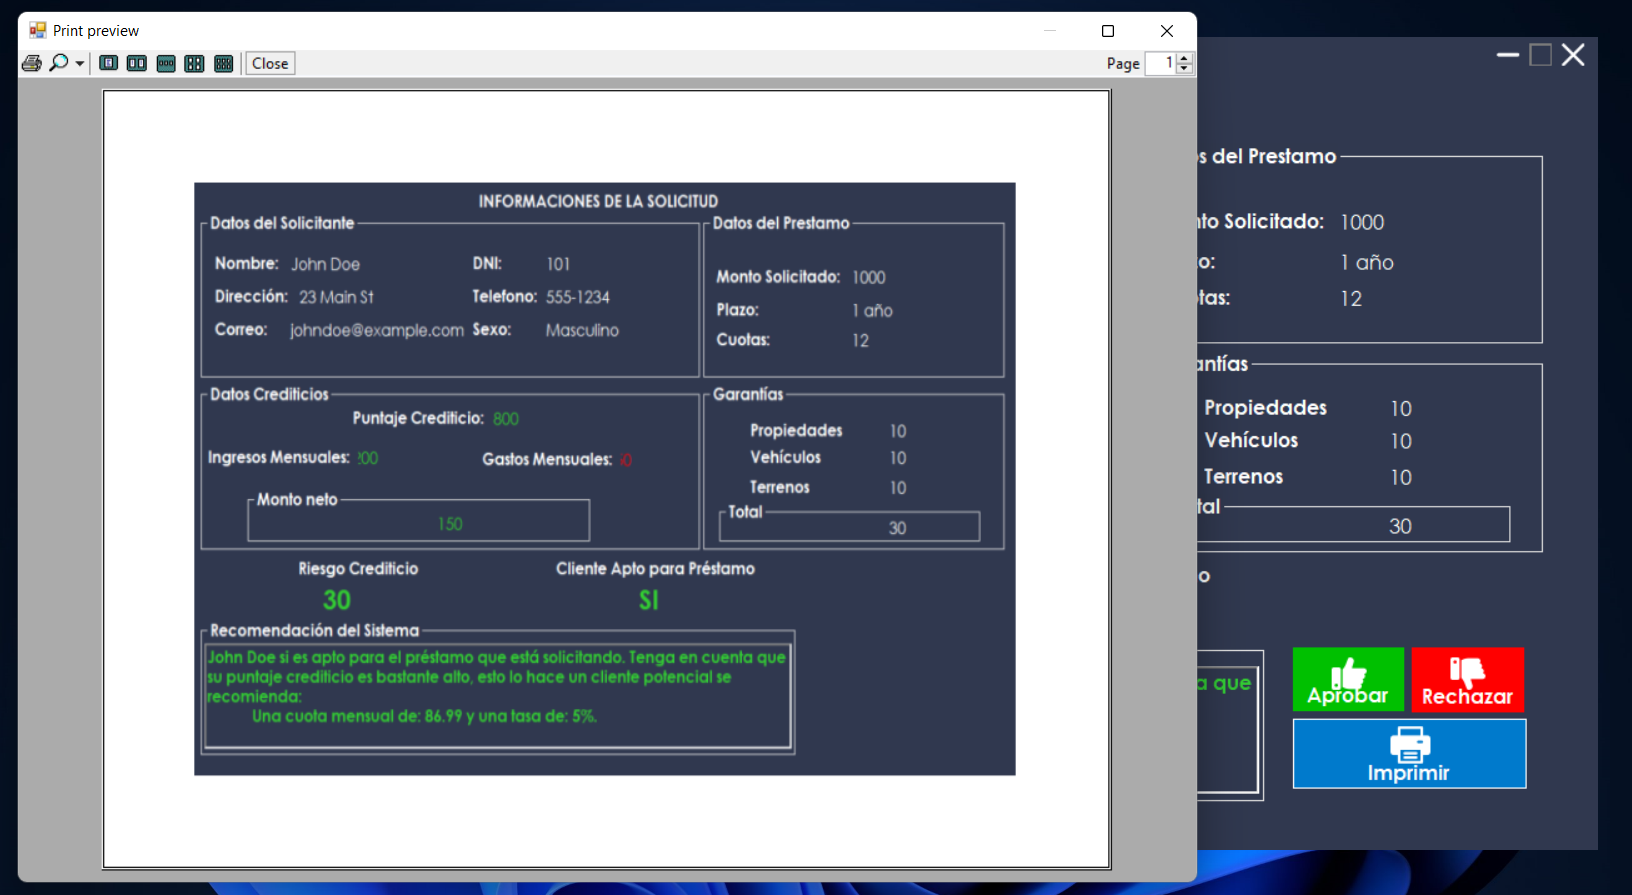 Print preview
Close
Page 1
INFORMACIONES DE LA SOLICITUD
Datos del Solicitante
Nombre: John Doe DNI: 101
Dirección: 23 Main St Telefono: 555-1234
Correo: johndoe@example.com Sexo: Masculino
Datos del Prestamo
Monto Solicitado: 1000
Plazo: 1 año
Cuotas: 12
Datos Crediticios
Puntaje Crediticio: 800
Ingresos Mensuales: Gastos Mensuales:
Monto neto
150
Garantías
Propiedades 10
Vehículos 10
Terrenos 10
Total
30
Riesgo Crediticio Cliente Apto para Préstamo
30 SI
Recomendación del Sistema
John Doe si es apto para el préstamo que está solicitando. Tenga en cuenta que
su puntaje crediticio es bastante alto, esto lo hace un cliente potencial se
recomienda:
Una cuota mensual de: 86.99 y una tasa de: 5%.
s del Prestamo
Solicitado: 1000
o: 1 año
tas: 12
antías
Propiedades 10
Vehículos 10
Terrenos 10
tal
30
o
a que
Aprobar
Rechazar
Imprimir